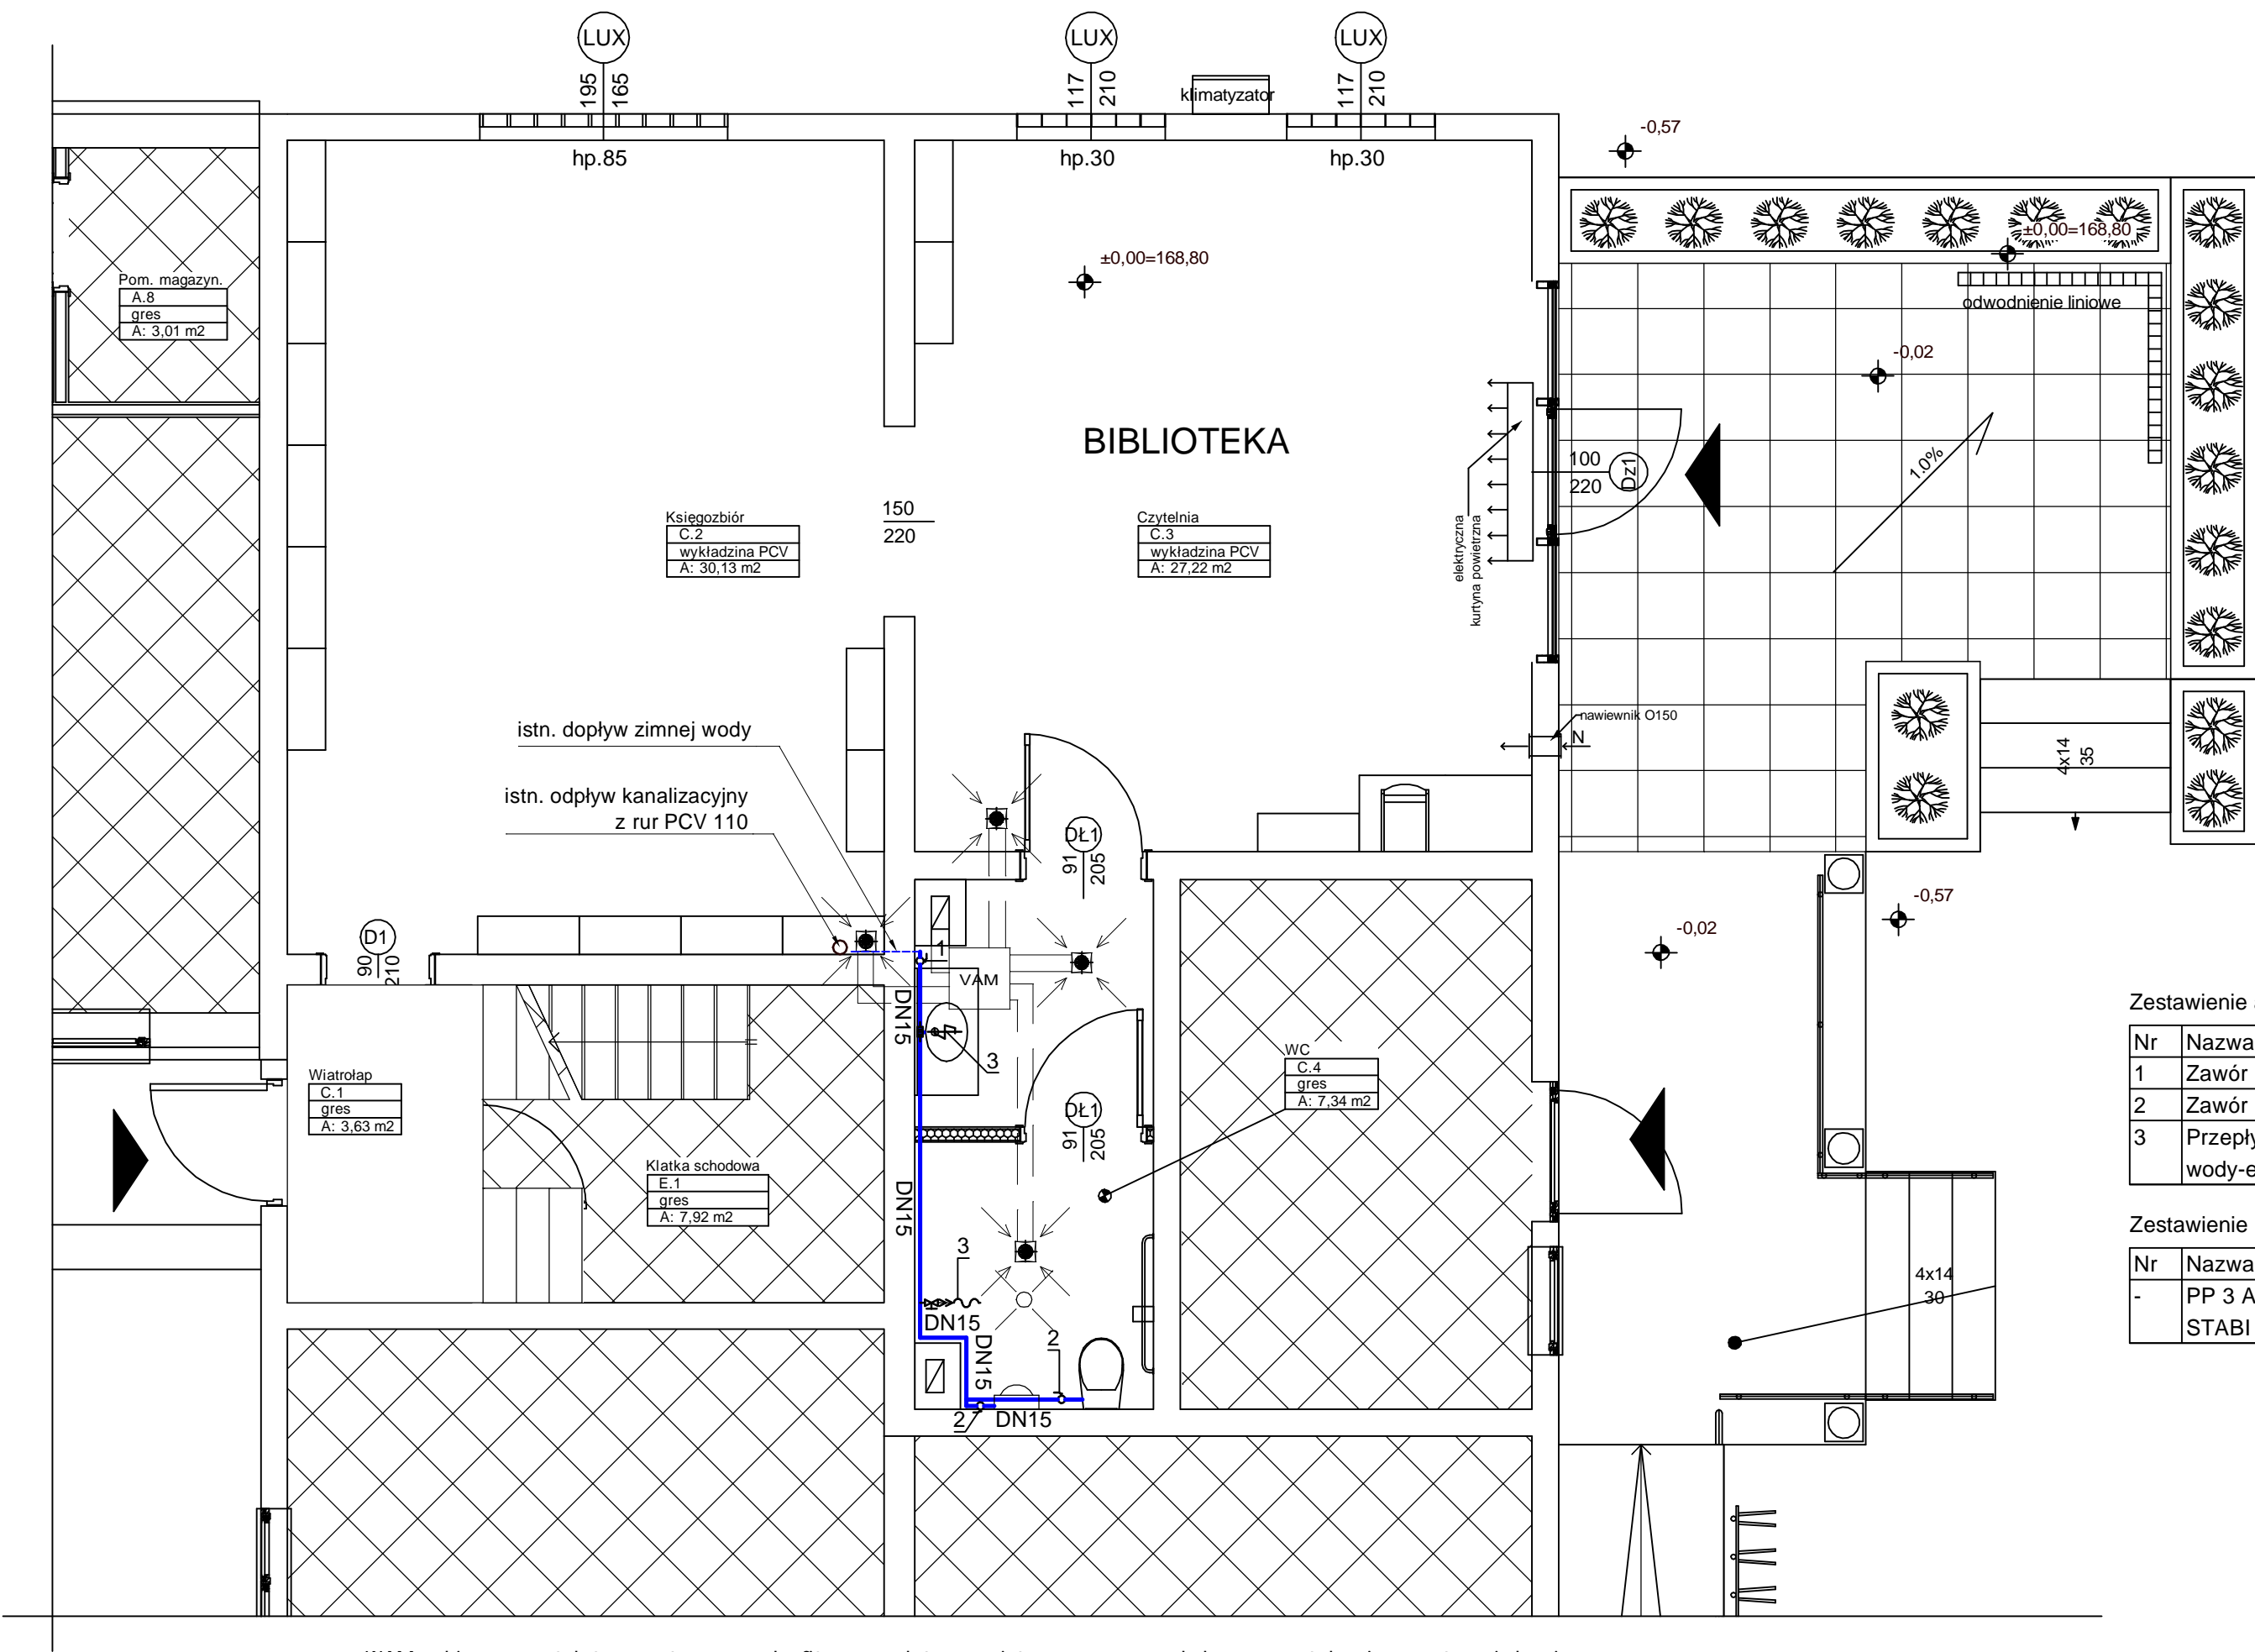 LUX
LUX
LUX
195
165
117
210
117
210
klimatyzator
hp.85
hp.30
hp.30
-0,57
±0,00=168,80
±0,00=168,80
odwodnienie liniowe
Pom. magazyn.
A.8
gres
A: 3,01 m2
-0,02
1.0%
BIBLIOTEKA
100
220
Dz1
elektryczna
kurtyna powietrzna
Księgozbiór
C.2
wykładzina PCV
A: 30,13 m2
150
220
Czytelnia
C.3
wykładzina PCV
A: 27,22 m2
istn. dopływ zimnej wody
istn. odpływ kanalizacyjny
z rur PCV 110
nawiewnik O150
N
4x14
35
DŁ1
91
205
-0,57
-0,02
D1
90
210
1
VAM
DN15
3
Wiatrołap
C.1
gres
A: 3,63 m2
WC
C.4
gres
A: 7,34 m2
DŁ1
91
205
Klatka schodowa
E.1
gres
A: 7,92 m2
DN15
3
DN15
DN15
2
2
DN15
4x14
30
Zestawienie
Nr Nazwa
1 Zawór
2 Zawór
3
wody-e
Zestawienie
Nr Nazwa
- PP 3 A
STABI